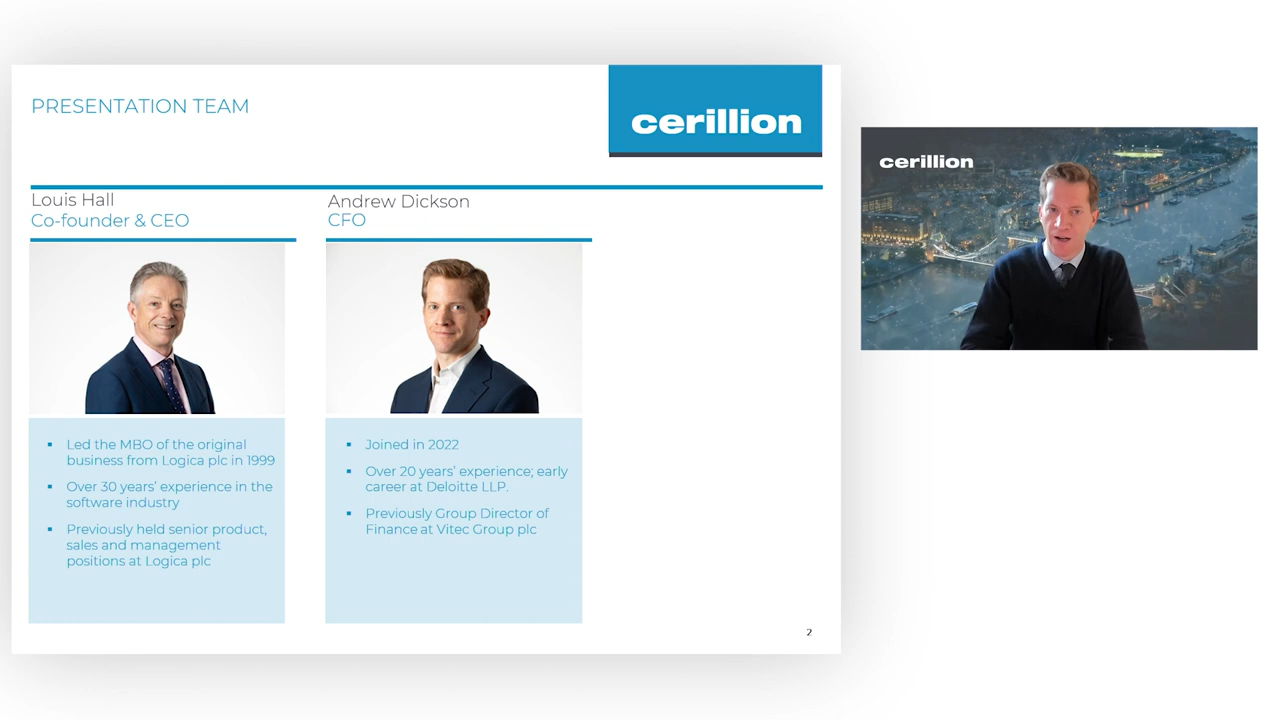 PRESENTATION TEAM
cerillion
Louis Hall
Co-founder & CEO
Andrew Dickson
CFO
▪ Led the MBO of the original
business from Logica plc in 1999
▪ Over 30 years' experience in the
software industry
▪ Previously held senior product,
sales and management
positions at Logica plc
▪ Joined in 2022
▪ Over 20 years' experience; early
career at Deloitte LLP.
▪ Previously Group Director of
Finance at Vitec Group plc
2
cerillion